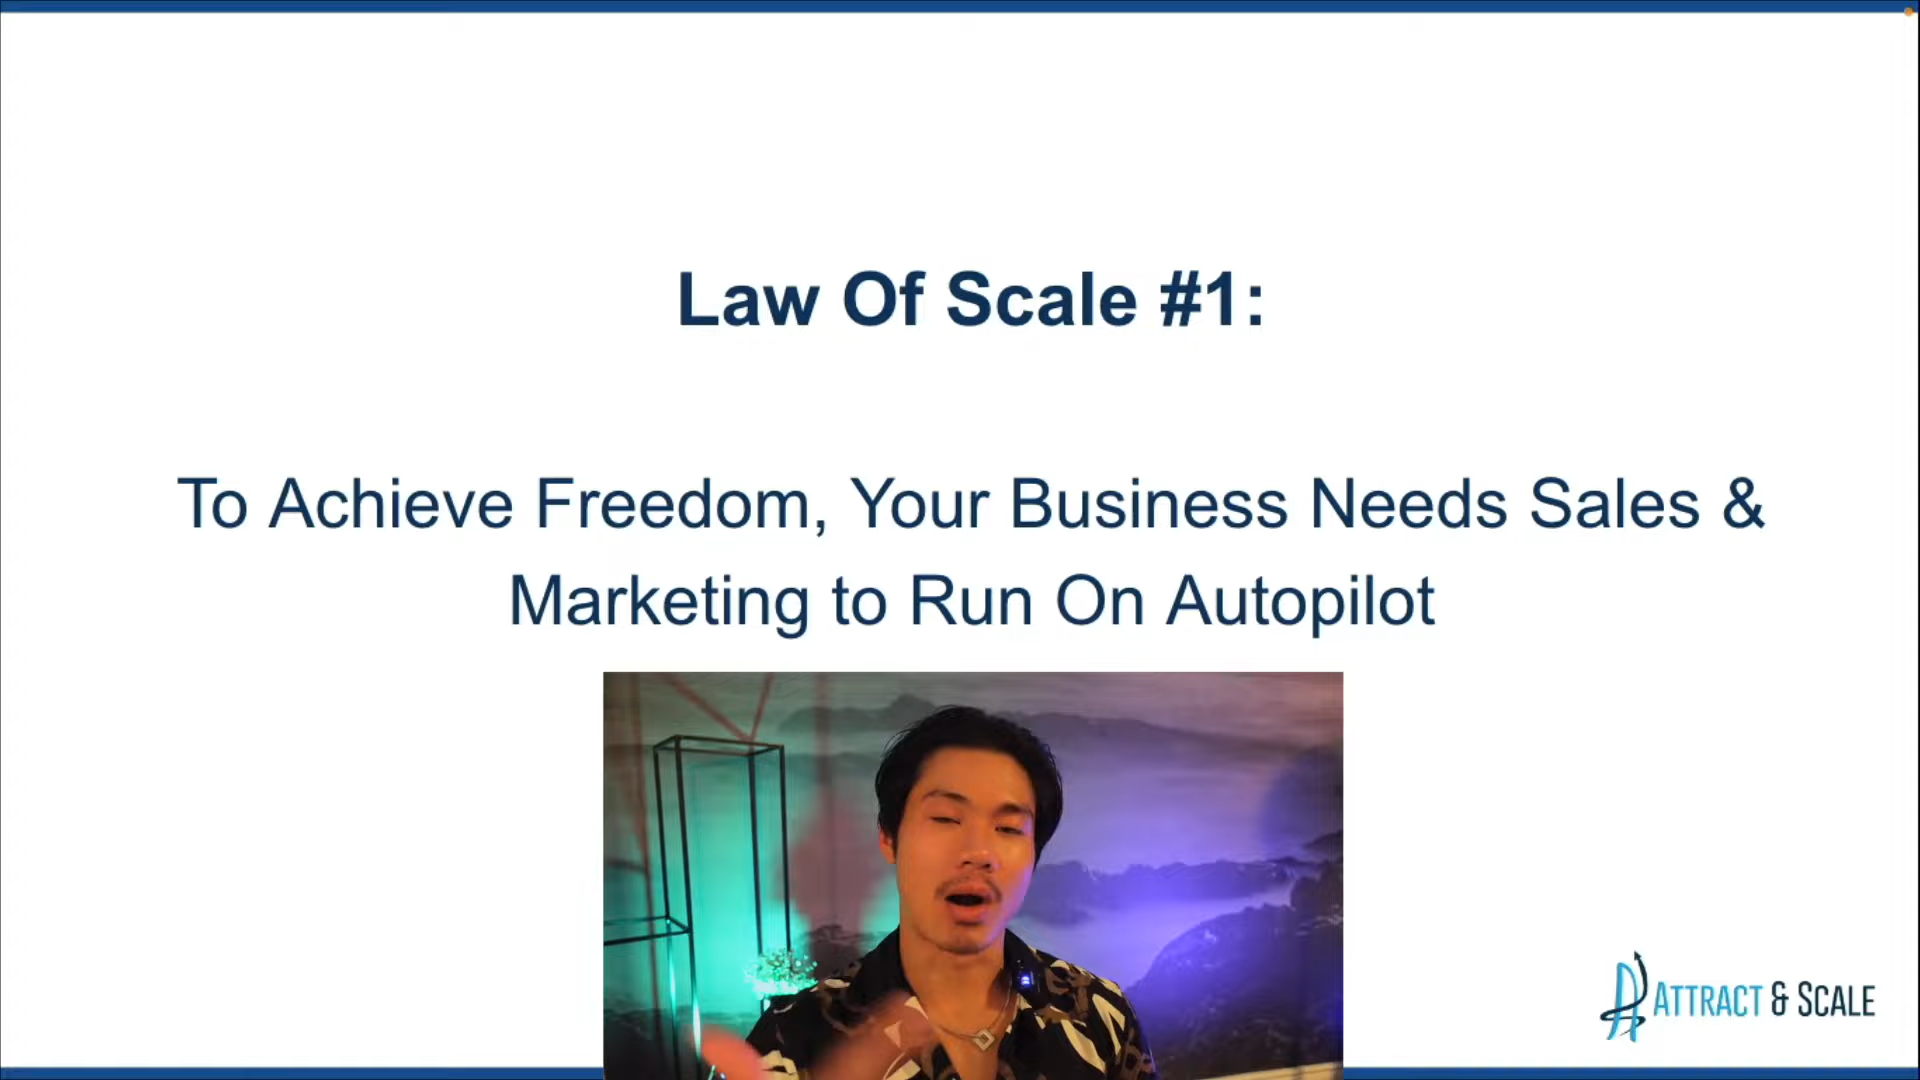 Law Of Scale #1:
To Achieve Freedom, Your Business Needs Sales &
Marketing to Run On Autopilot
ATTRACT & SCALE